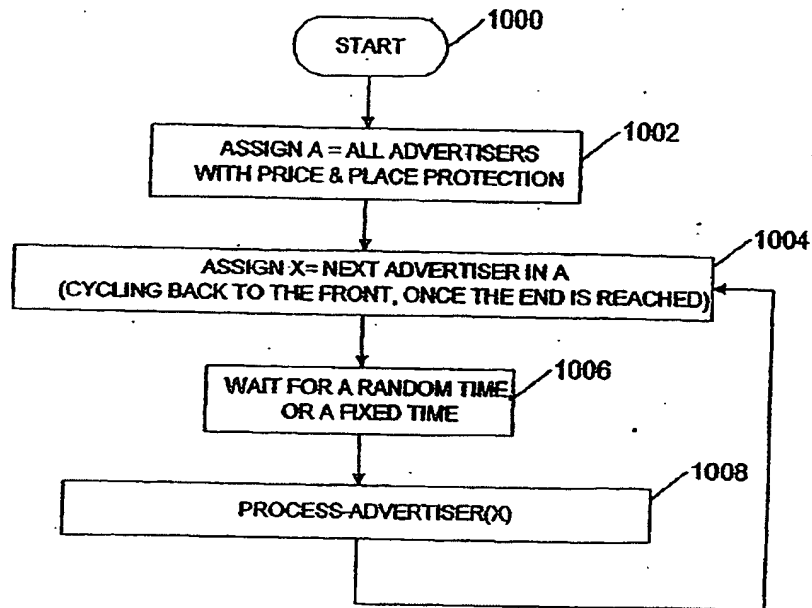 START
1000
1002
ASSIGN A = ALL ADVERTISERS
WITH PRICE & PLACE PROTECTION
1004
ASSIGN X= NEXT ADVERTISER IN A
(CYCLING BACK TO THE FRONT, ONCE THE END IS REACHED)
1006
WAIT FOR A RANDOM TIME
OR A FIXED TIME
1008
PROCESS-ADVERTISER(X)